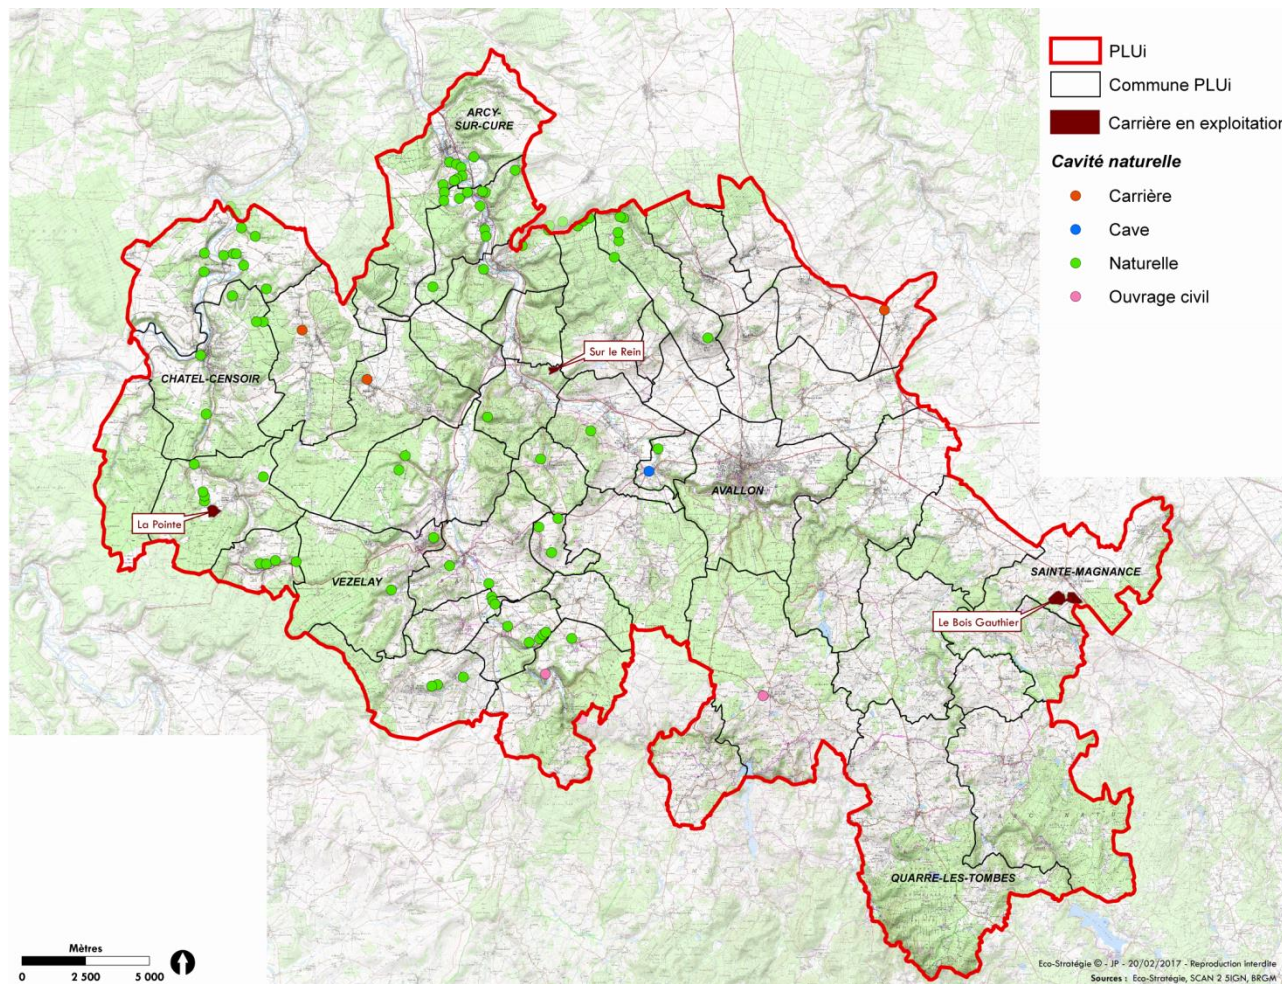 PLUi
Commune PLUi
Carrière en exploitation
Cavité naturelle
Carrière
Cave
Naturelle
Ouvrage civil
ARCY-
SUR-CURE
Sur le Rein
CHATEL-CENSOIR
AVALLON
La Pointe
VEZELAY
SAINTE-MAGNANCE
Le Bois Gauthier
QUARRE-LES-TOMBES
Mètres
0 2 500 5 000
Eco-Stratégie © - JP - 20/02/2017 - Reproduction interdite
Sources : Eco-Stratégie, SCAN 2 5IGN, BRGM